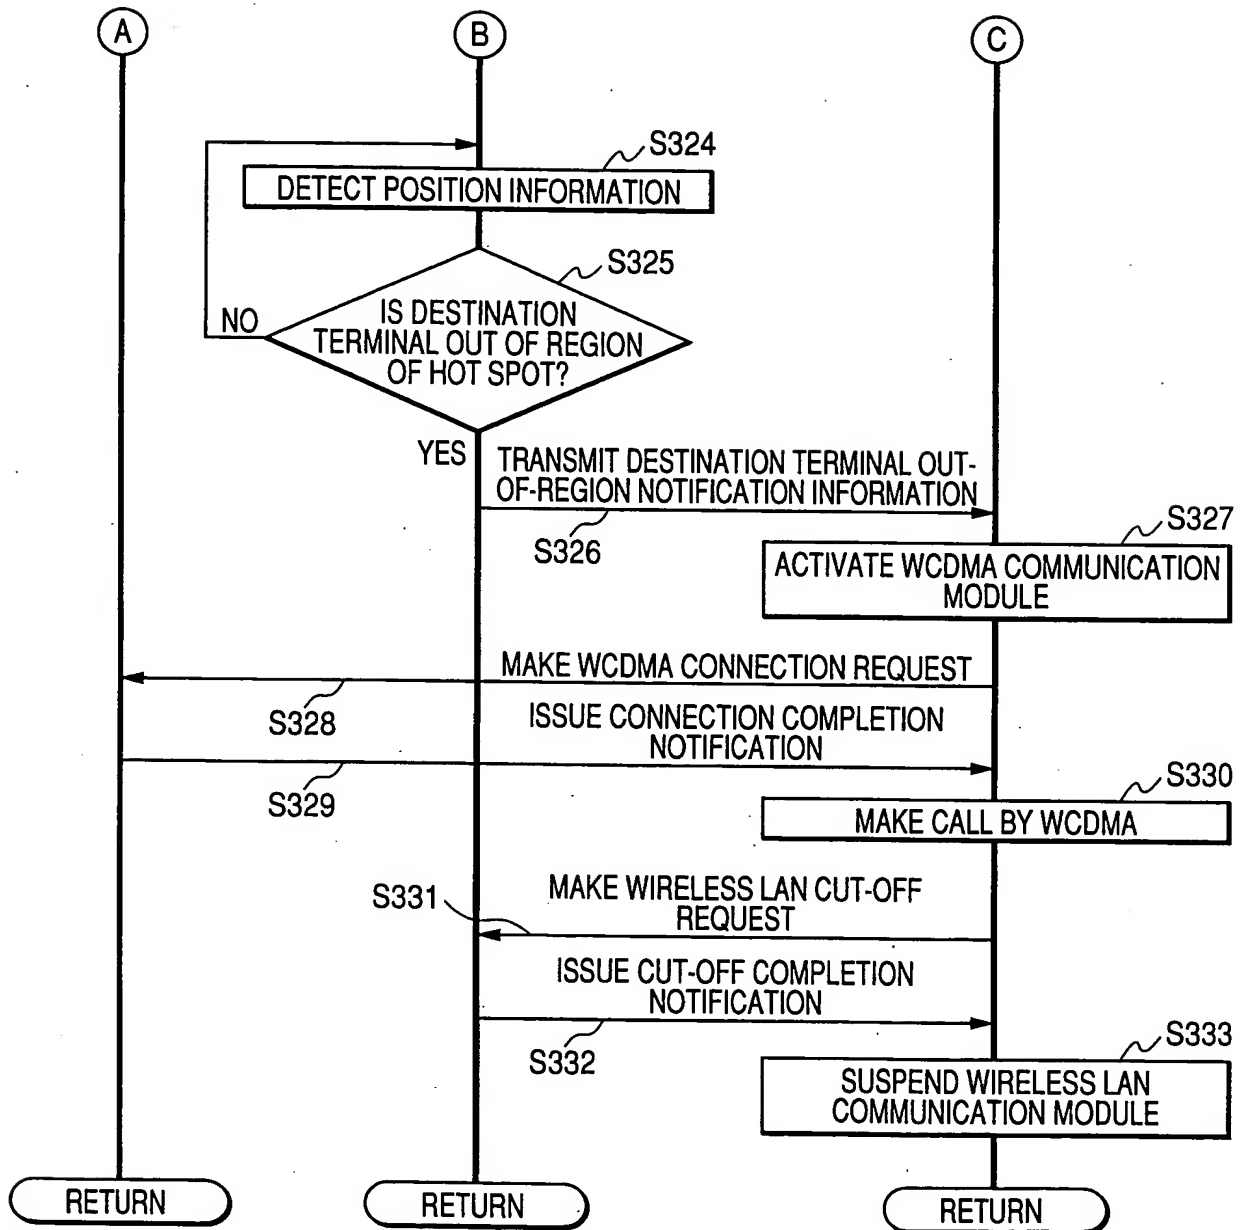 A
B
C
S324
DETECT POSITION INFORMATION
S325
IS DESTINATION
TERMINAL OUT OF REGION
OF HOT SPOT?
NO
YES
TRANSMIT DESTINATION TERMINAL OUT-
OF-REGION NOTIFICATION INFORMATION
S326
S327
ACTIVATE WCDMA COMMUNICATION
MODULE
MAKE WCDMA CONNECTION REQUEST
S328
ISSUE CONNECTION COMPLETION
NOTIFICATION
S329
S330
MAKE CALL BY WCDMA
S331
MAKE WIRELESS LAN CUT-OFF
REQUEST
ISSUE CUT-OFF COMPLETION
NOTIFICATION
S332
S333
SUSPEND WIRELESS LAN
COMMUNICATION MODULE
RETURN
RETURN
RETURN